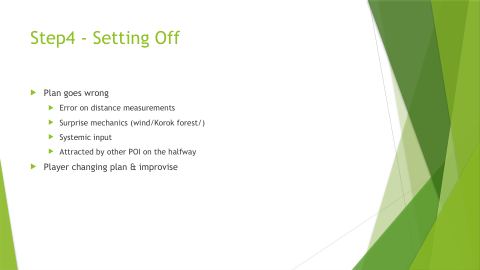 Step4 - Setting Off
Plan goes wrong
Error on distance measurements
Surprise mechanics (wind/Korok forest/)
Systemic input
Attracted by other POI on the halfway
Player changing plan & improvise